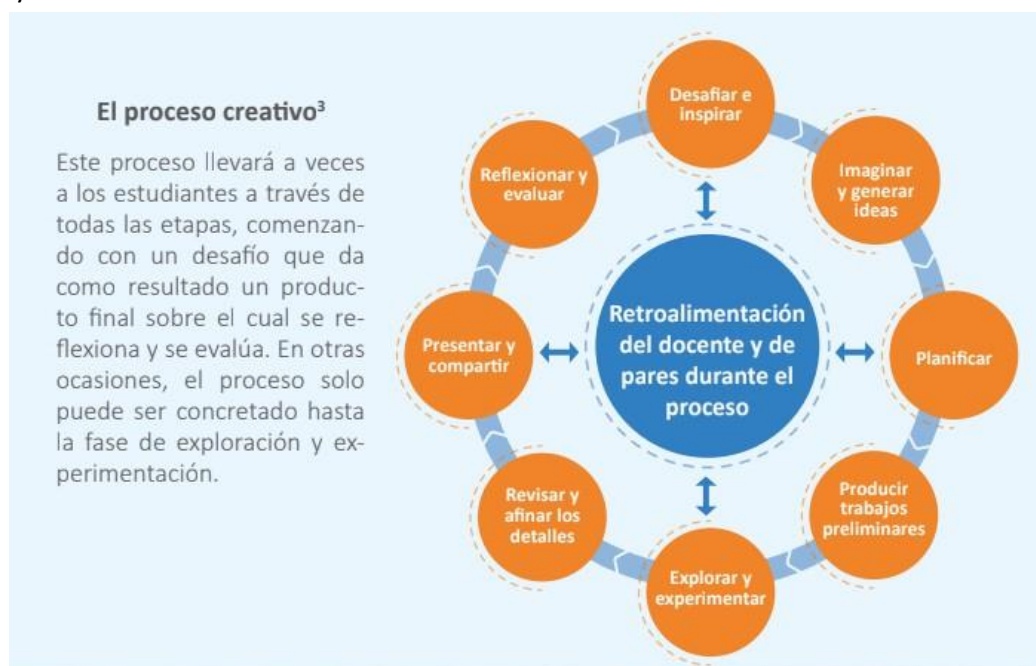 El proceso creativo³
Este proceso llevará a veces
a los estudiantes a través de
todas las etapas, comenzan-
do con un desafío que da
como resultado un produc-
to final sobre el cual se re-
flexiona y se evalúa. En otras
ocasiones, el proceso solo
puede ser concretado hasta
la fase de exploración y ex-
perimentación.
Desafiar e
inspirar
Imaginar
y generar
ideas
Planificar
Producir
trabajos
preliminares
Explorar y
experimentar
Revisar y
afinar los
detalles
Presentar y
compartir
Reflexionar y
evaluar
Retroalimentación
del docente y de
pares durante el
proceso